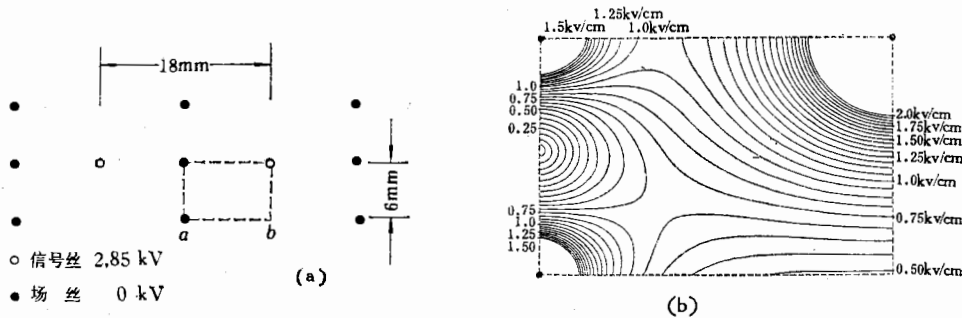 18mm
6mm
a
b
信号丝 2,85 kV
场 丝 0 kV
(a)
1.25kv/cm
1.5kv/cm
1.0kv/cm
1.0
0.75
0.50
0.25
0.75
1.0
1.25
1.50
2.0kv/cm
1.75kv/cm
1.50kv/cm
1.25kv/cm
1.0kv/cm
0.75kv/cm
0.50kv/cm
(b)